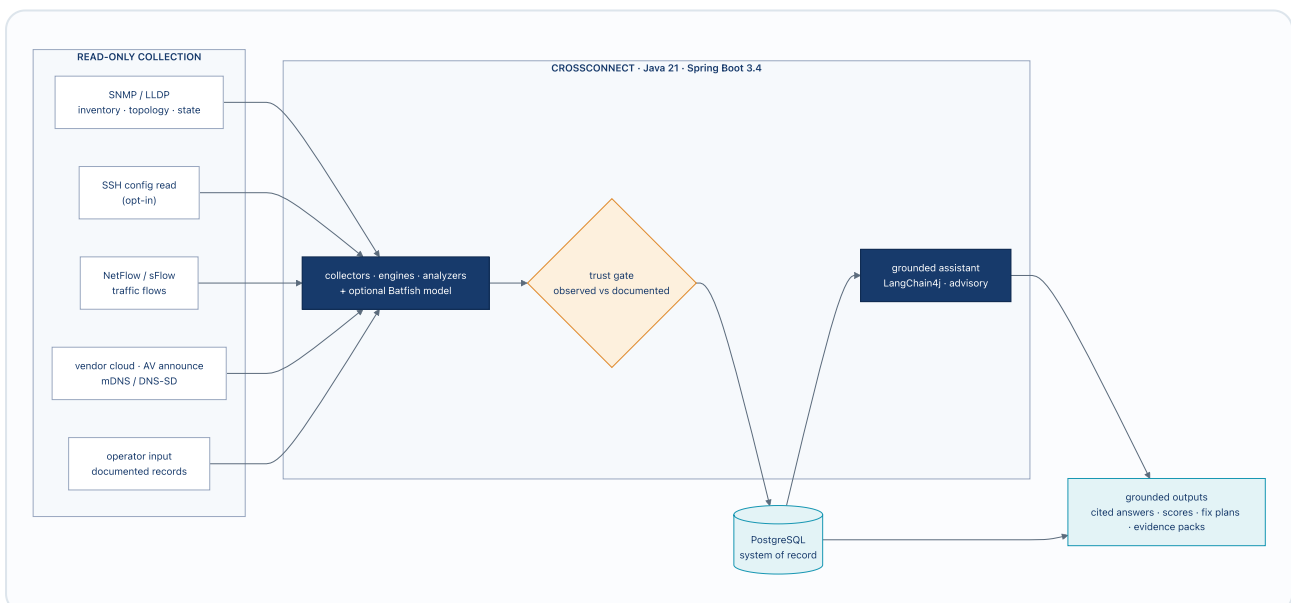 READ-ONLY COLLECTION
SNMP / LLDP
inventory · topology · state
SSH config read
(opt-in)
NetFlow / sFlow
traffic flows
vendor cloud · AV announce
mDNS / DNS-SD
operator input
documented records
CROSSCONNECT · Java 21 · Spring Boot 3.4
collectors · engines · analyzers
+ optional Batfish model
trust gate
observed vs documented
grounded assistant
LangChain4j · advisory
PostgreSQL
system of record
grounded outputs
cited answers · scores · fix plans
· evidence packs